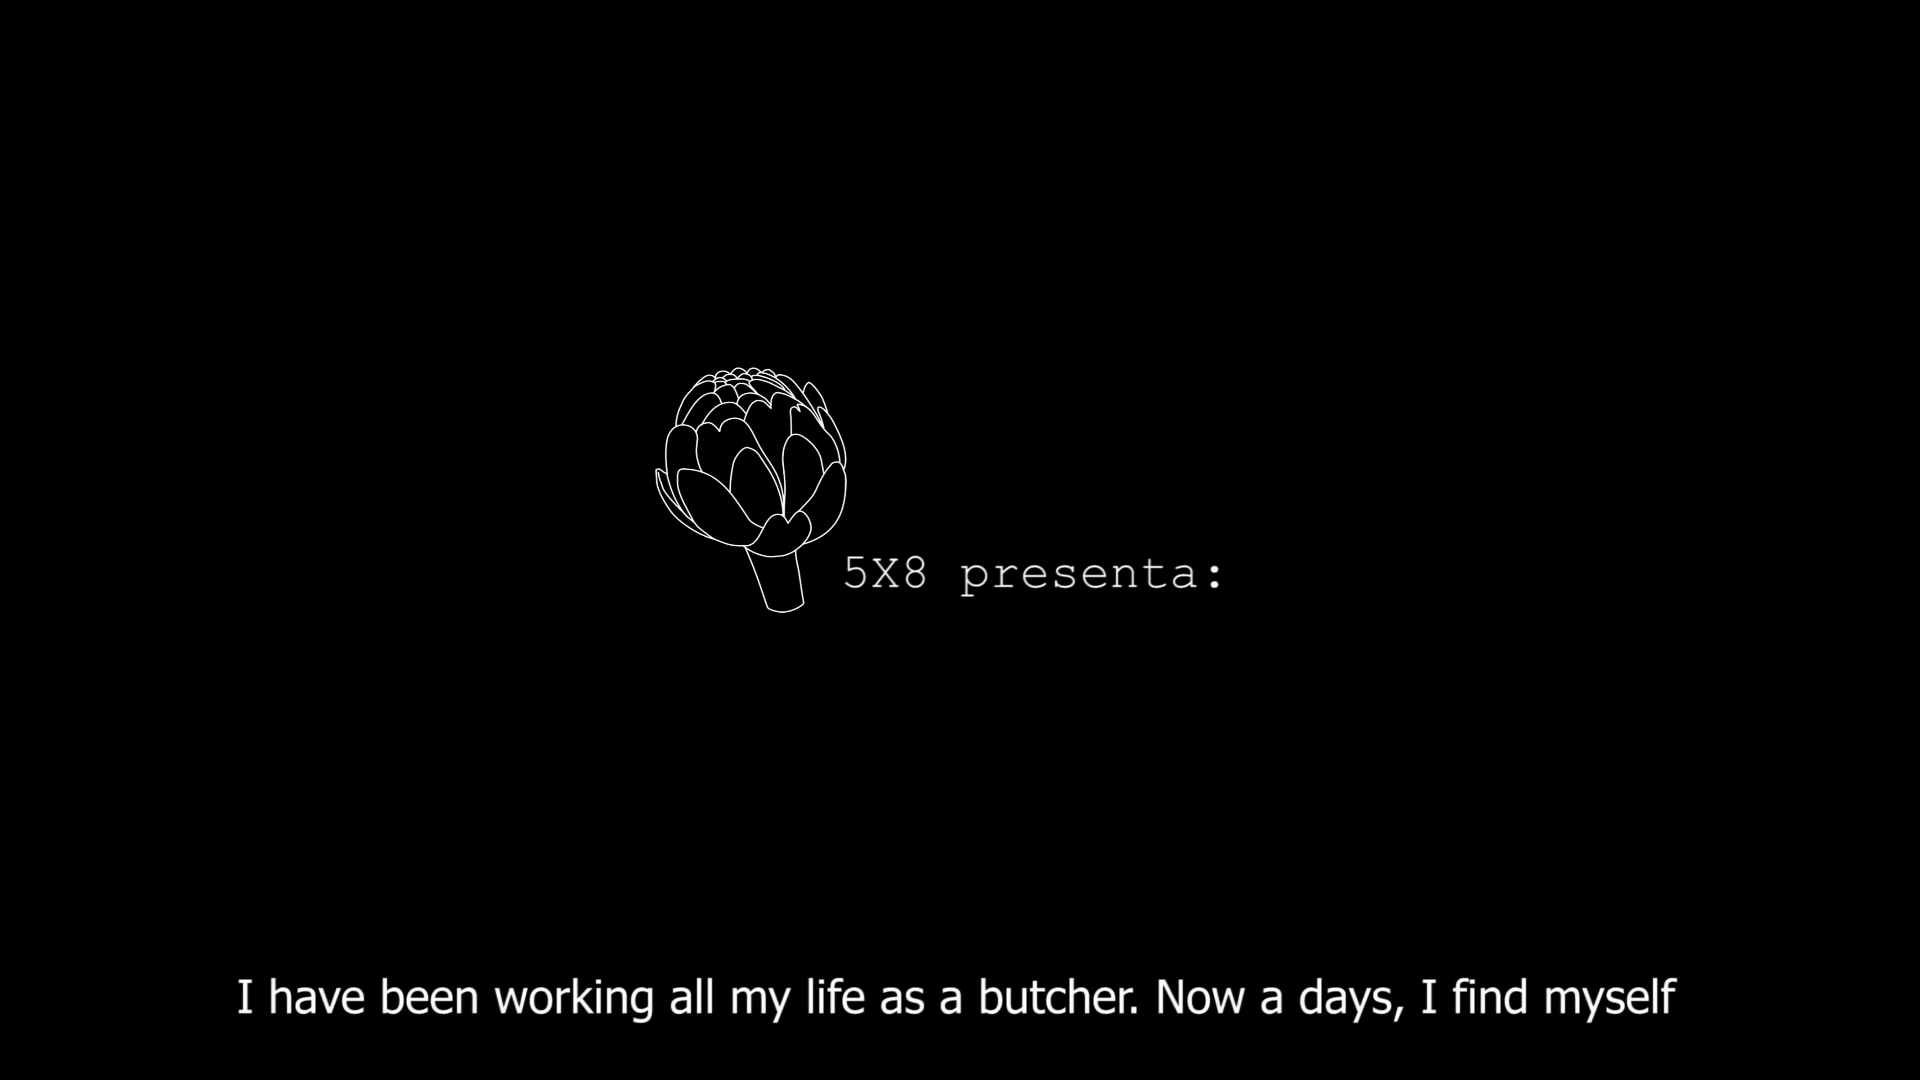 5X8 presenta:
I have been working all my life as a butcher. Now a days, I find myself